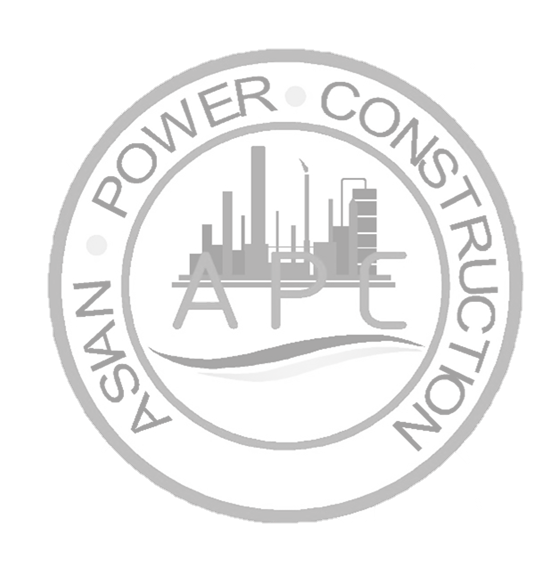 ASIAN • POWER • CONSTRUCTION
APC